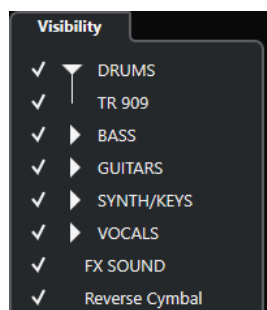 Visibility
DRUMS
TR 909
BASS
GUITARS
SYNTH/KEYS
VOCALS
FX SOUND
Reverse Cymbal